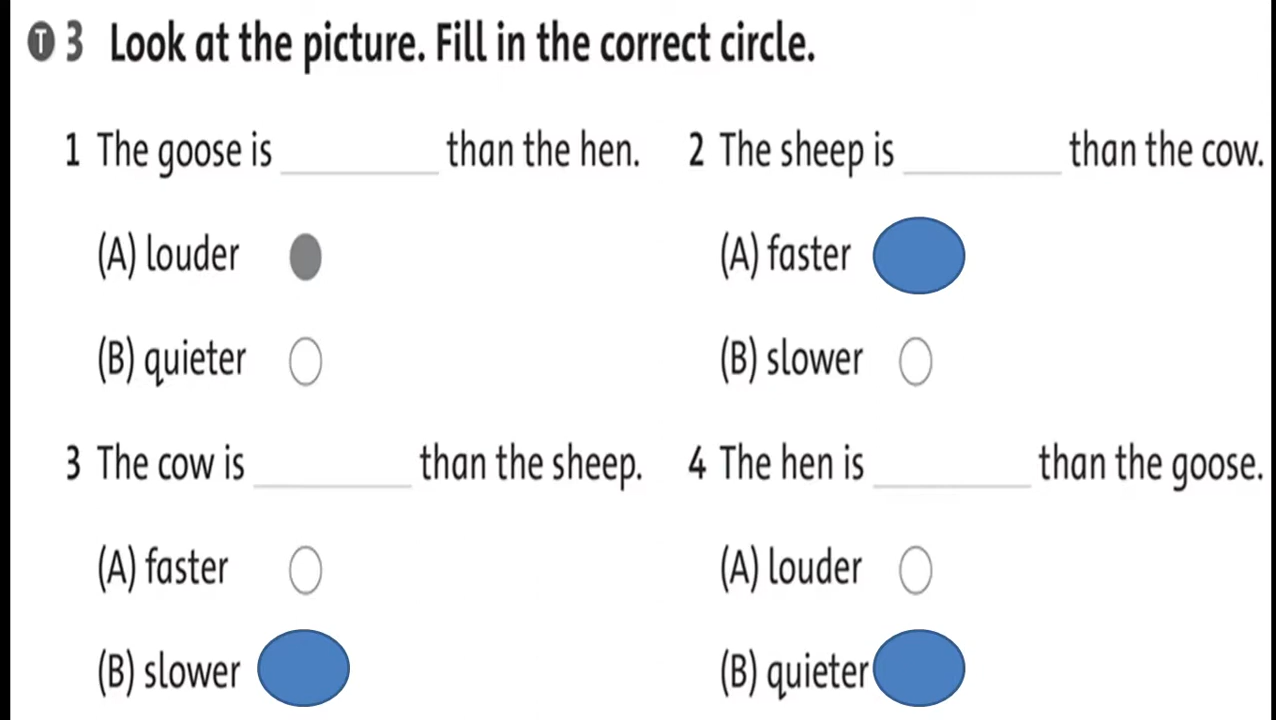 T 3 Look at the picture. Fill in the correct circle.
1 The goose is ________ than the hen.
(A) louder
(B) quieter
2 The sheep is ________ than the cow.
(A) faster
(B) slower
3 The cow is ________ than the sheep.
(A) faster
(B) slower
4 The hen is ________ than the goose.
(A) louder
(B) quieter